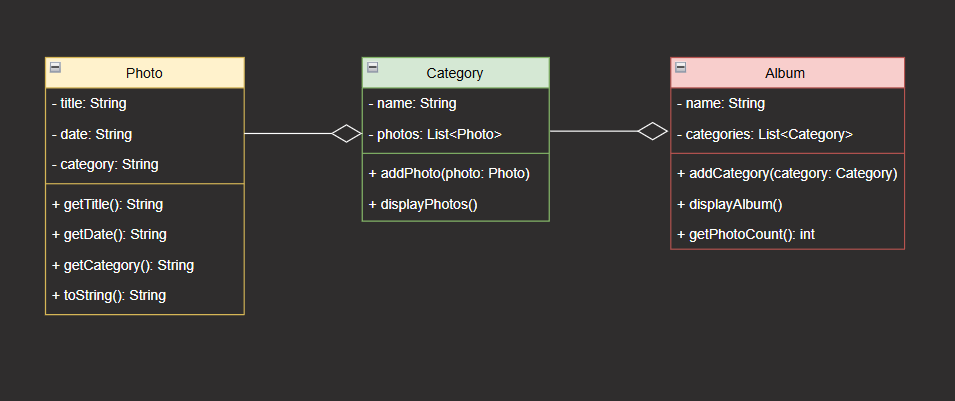 Photo
- title: String
- date: String
- category: String
+ getTitle(): String
+ getDate(): String
+ getCategory(): String
+ toString(): String
Category
- name: String
- photos: List<Photo>
+ addPhoto(photo: Photo)
+ displayPhotos()
Album
- name: String
- categories: List<Category>
+ addCategory(category: Category)
+ displayAlbum()
+ getPhotoCount(): int